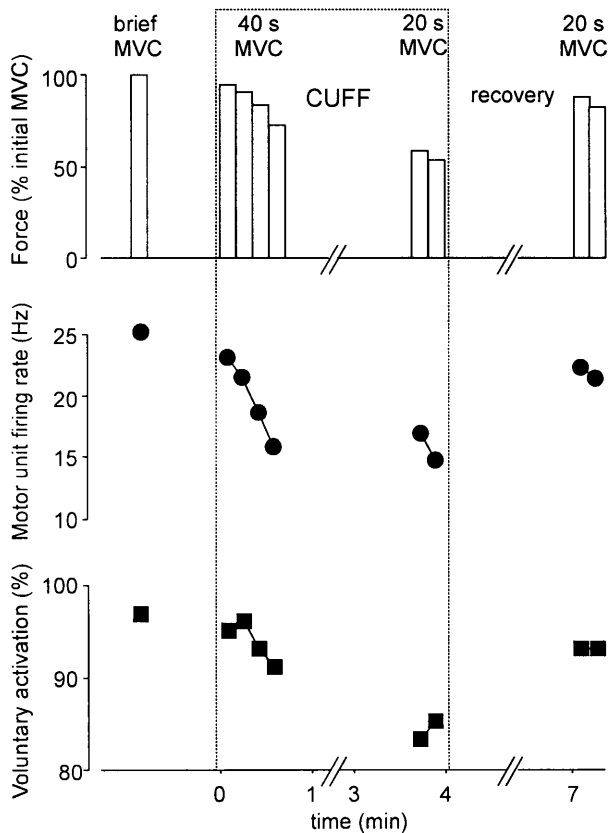 brief MVC
40 s MVC
20 s MVC
20 s MVC
CUFF
recovery
Force (% initial MVC)
100
50
0
Motor unit firing rate (Hz)
25
20
15
10
Voluntary activation (%)
100
90
80
0 1 3 4 7
time (min)